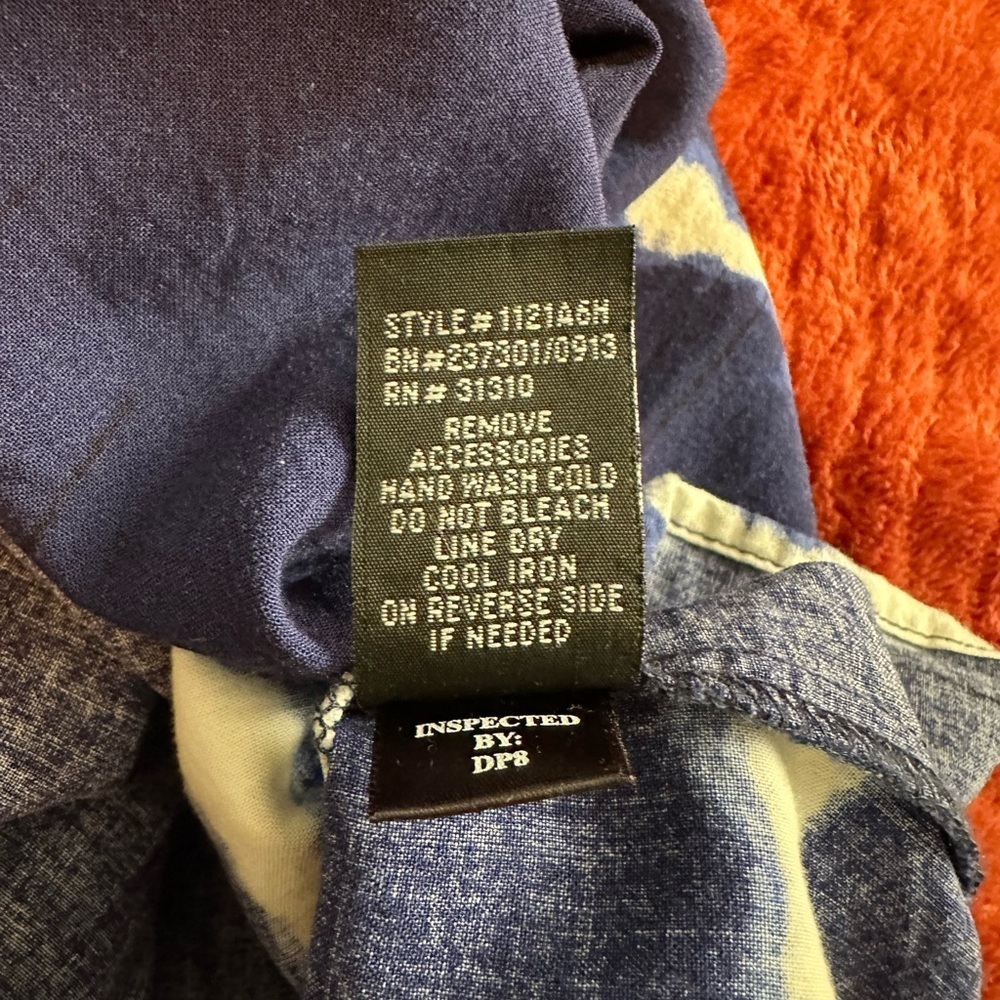 STYLE# 1121A6H
BN#237301/0913
RN# 31310
REMOVE
ACCESSORIES
HAND WASH COLD
DO NOT BLEACH
LINE DRY
COOL IRON
ON REVERSE SIDE
IF NEEDED
INSPECTED
BY:
DP8